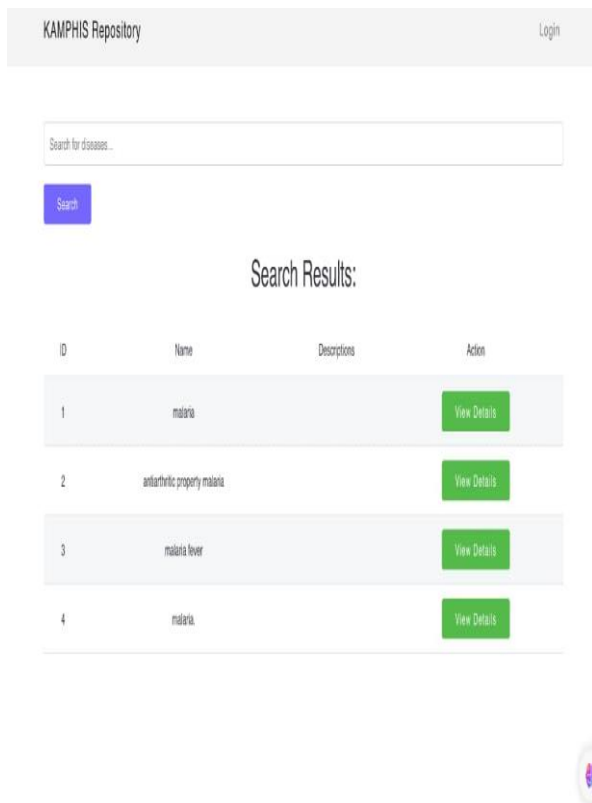 KAMPHIS Repository Login
Search for diseases...
Search
Search Results:
ID Name Descriptions Action
1 malaria View Details
2 antiarthritic property malaria View Details
3 malaria fever View Details
4 malaria. View Details